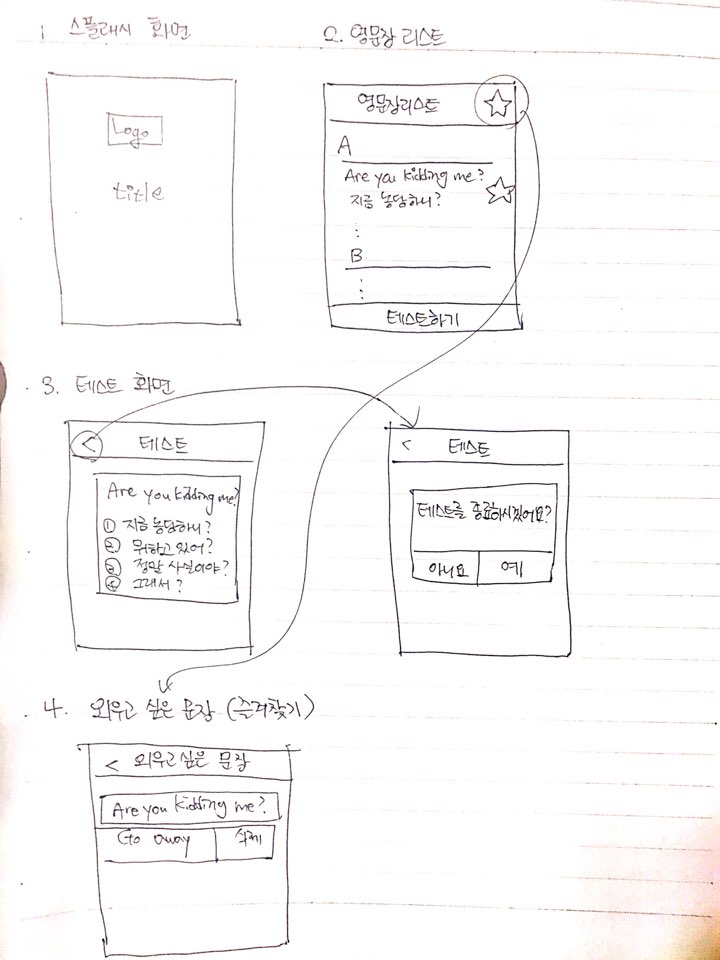 1 스플래시 화면
2. 영문장 리스트
Logo
title
영문장리스트 ☆
A
Are you kidding me?
지금 농담하니? ☆
⋮
B
⋮
테스트하기
3. 테스트 화면
< 테스트
Are you kidding me?
① 지금 농담하니?
② 뭐하고 있어?
③ 정말 사실이야?
④ 그래서?
< 테스트
테스트를 종료하시겠어요?
아니요 예
4. 외우고 싶은 문장 (즐겨찾기)
< 외우고 싶은 문장
Are you kidding me?
Go away 삭제